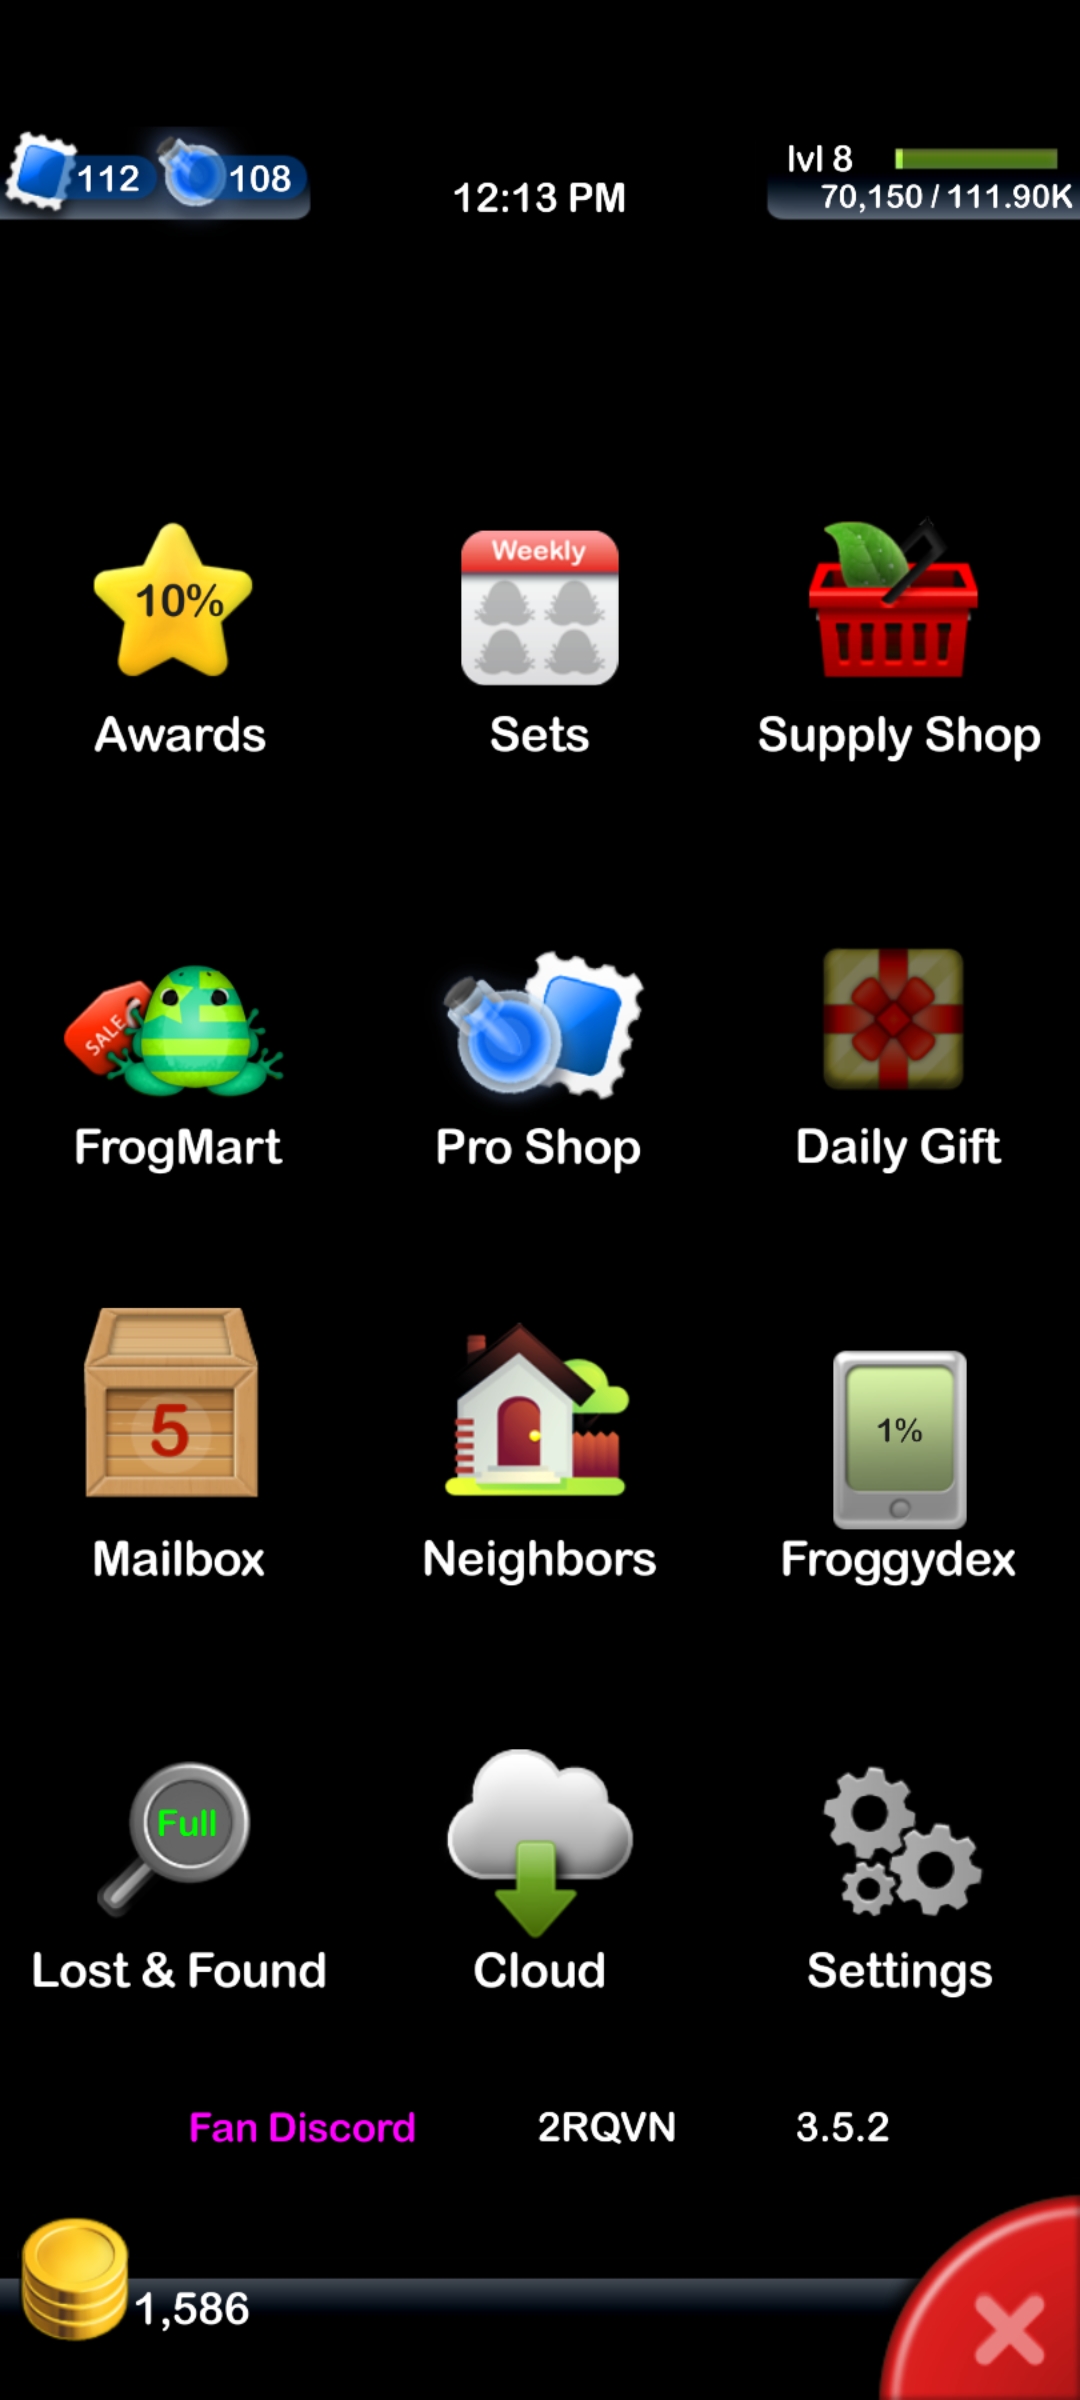 112 108
12:13 PM
lvl 8
70,150 / 111.90K
10%
Weekly
Awards
Sets
Supply Shop
SALE
FrogMart
Pro Shop
Daily Gift
5
1%
Mailbox
Neighbors
Froggydex
Full
Lost & Found
Cloud
Settings
Fan Discord 2RQVN 3.5.2
1,586